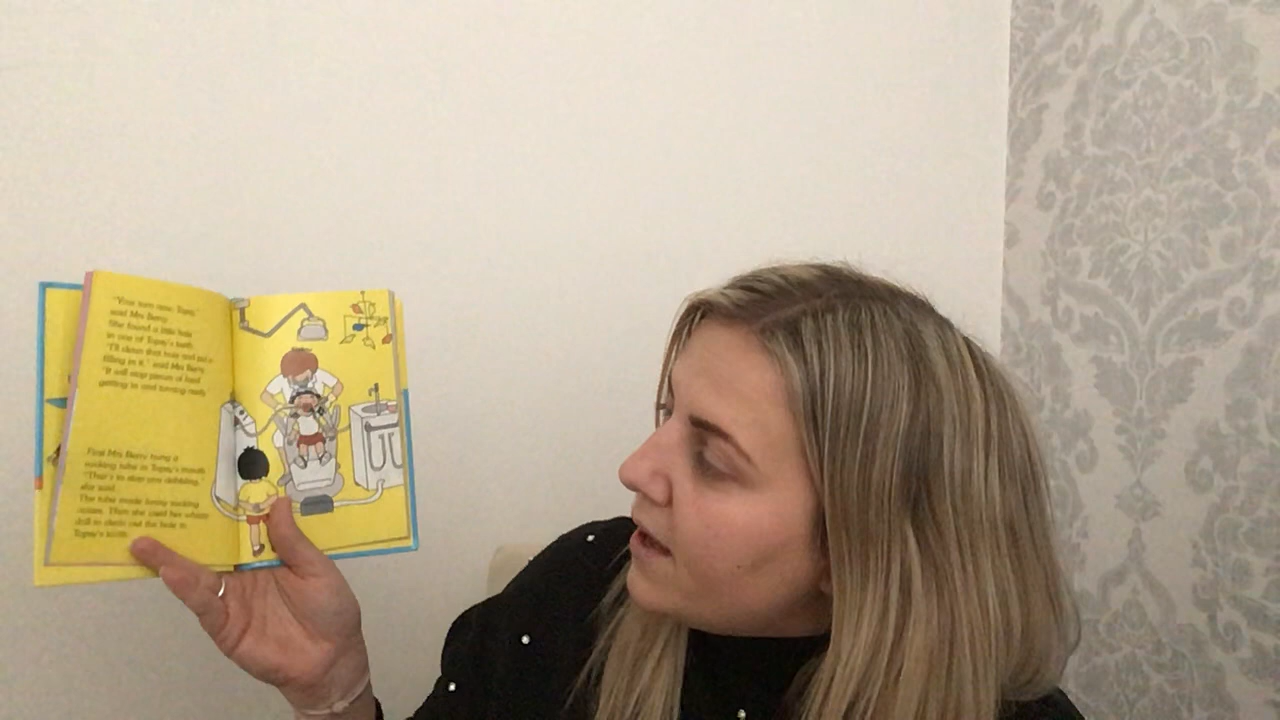 "Your turn now, Topsy,"
said Mrs Berry.
She found a little hole
in one of Topsy's teeth.
"I'll clean that hole and put a
filling in it," said Mrs Berry.
"It will stop pieces of food
getting in and turning nasty
First Mrs Berry hung a
sucking tube in Topsy's mouth.
"That's to stop you dribbling,"
she said.
The tube made funny sucking
noises. Then she used her whizzy
drill to clean out the hole in
Topsy's tooth.